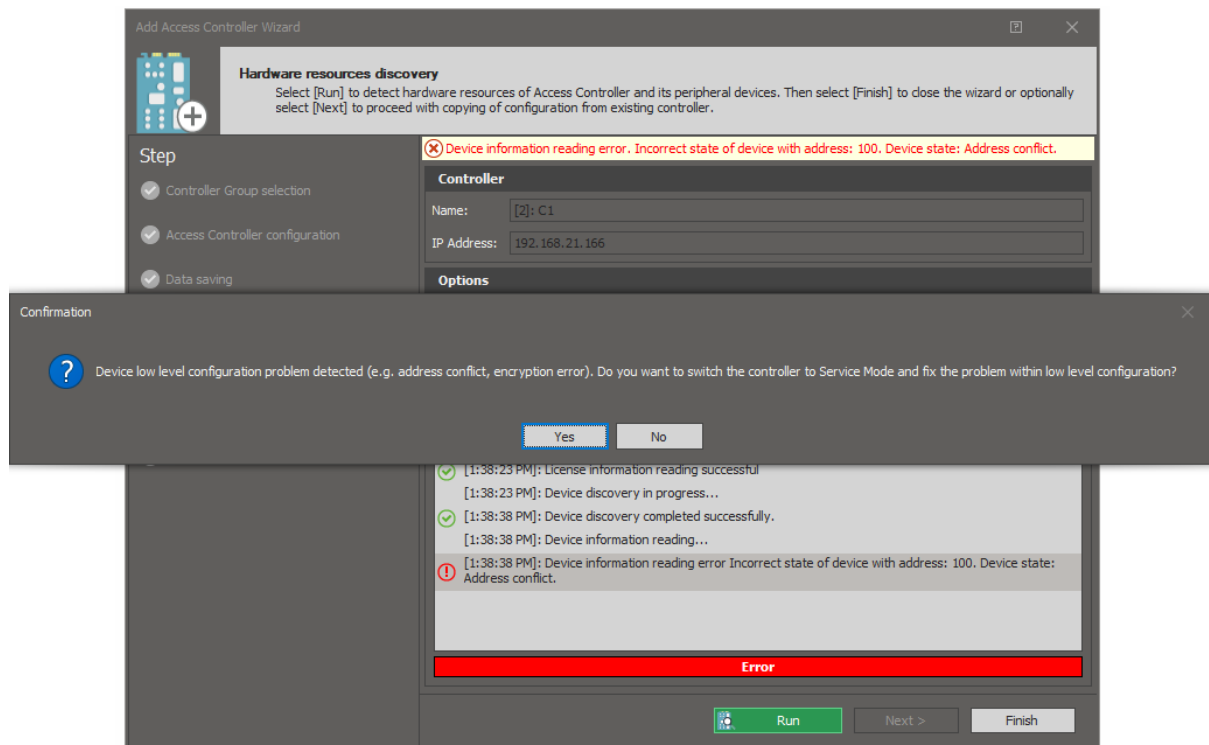 Add Access Controller Wizard
Hardware resources discovery
Select [Run] to detect hardware resources of Access Controller and its peripheral devices. Then select [Finish] to close the wizard or optionally
select [Next] to proceed with copying of configuration from existing controller.
Step
Controller Group selection
Access Controller configuration
Data saving
Device information reading error. Incorrect state of device with address: 100. Device state: Address conflict.
Controller
Name: [2]: C1
IP Address: 192.168.21.166
Options
Confirmation
Device low level configuration problem detected (e.g. address conflict, encryption error). Do you want to switch the controller to Service Mode and fix the problem within low level configuration?
Yes No
[1:38:23 PM]: License information reading successful
[1:38:23 PM]: Device discovery in progress...
[1:38:38 PM]: Device discovery completed successfully.
[1:38:38 PM]: Device information reading...
[1:38:38 PM]: Device information reading error Incorrect state of device with address: 100. Device state:
Address conflict.
Error
Run Next > Finish